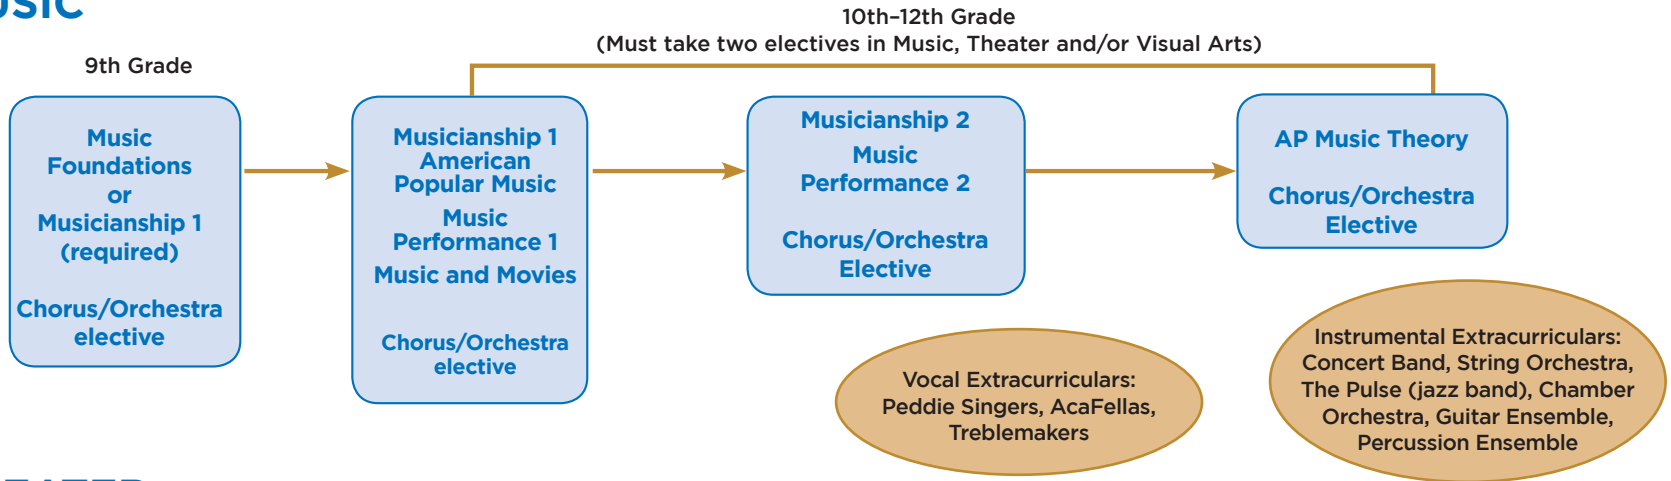 10th–12th Grade
(Must take two electives in Music, Theater and/or Visual Arts)
9th Grade
Music
Foundations
or
Musicianship 1
(required)
Chorus/Orchestra
elective
Musicianship 1
American
Popular Music
Music
Performance 1
Music and Movies
Chorus/Orchestra
elective
Musicianship 2
Music
Performance 2
Chorus/Orchestra
Elective
AP Music Theory
Chorus/Orchestra
Elective
Vocal Extracurriculars:
Peddie Singers, AcaFellas,
Treblemakers
Instrumental Extracurriculars:
Concert Band, String Orchestra,
The Pulse (jazz band), Chamber
Orchestra, Guitar Ensemble,
Percussion Ensemble